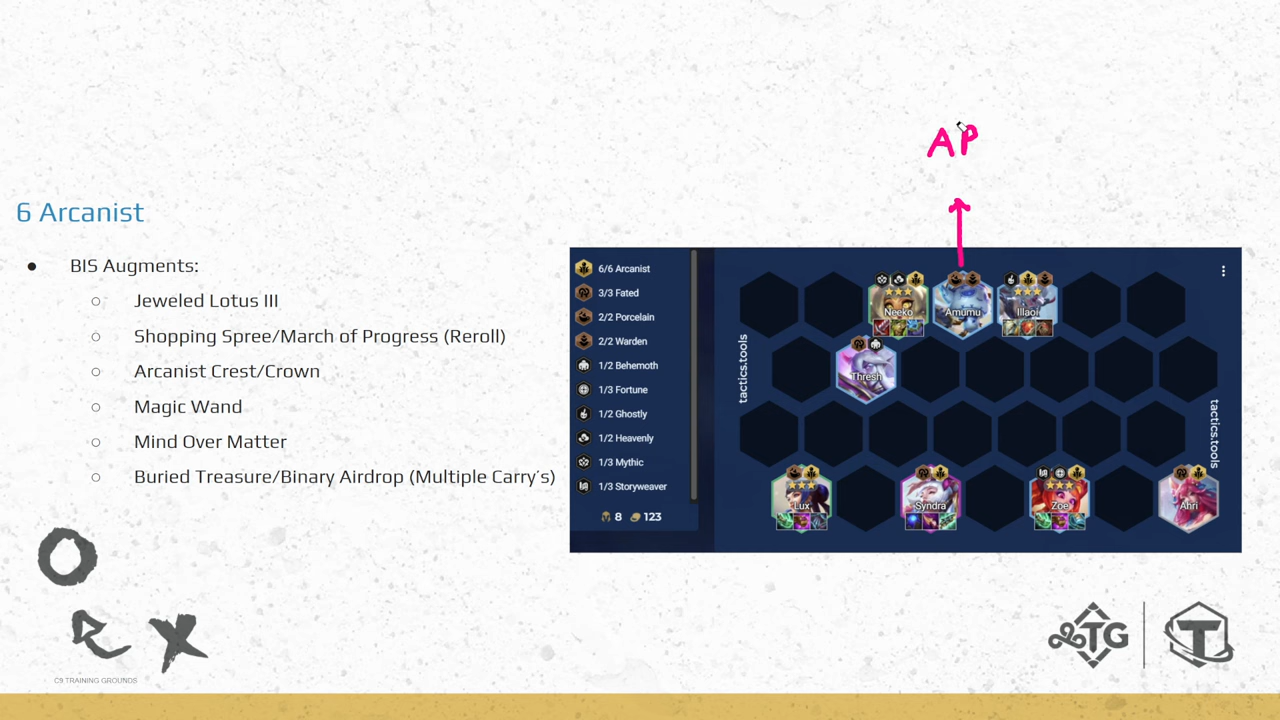 AP
6 Arcanist
● BIS Augments:
○ Jeweled Lotus III
○ Shopping Spree/March of Progress (Reroll)
○ Arcanist Crest/Crown
○ Magic Wand
○ Mind Over Matter
○ Buried Treasure/Binary Airdrop (Multiple Carry's)
6/6 Arcanist
3/3 Fated
2/2 Porcelain
2/2 Warden
1/2 Behemoth
1/3 Fortune
1/2 Ghostly
1/2 Heavenly
1/3 Mythic
1/3 Storyweaver
8 123
Neeko Amumu Illaoi
Thresh
Lux Syndra Zoe Ahri
tactics.tools
tactics.tools
O
R X
C9 TRAINING GROUNDS
TG
T